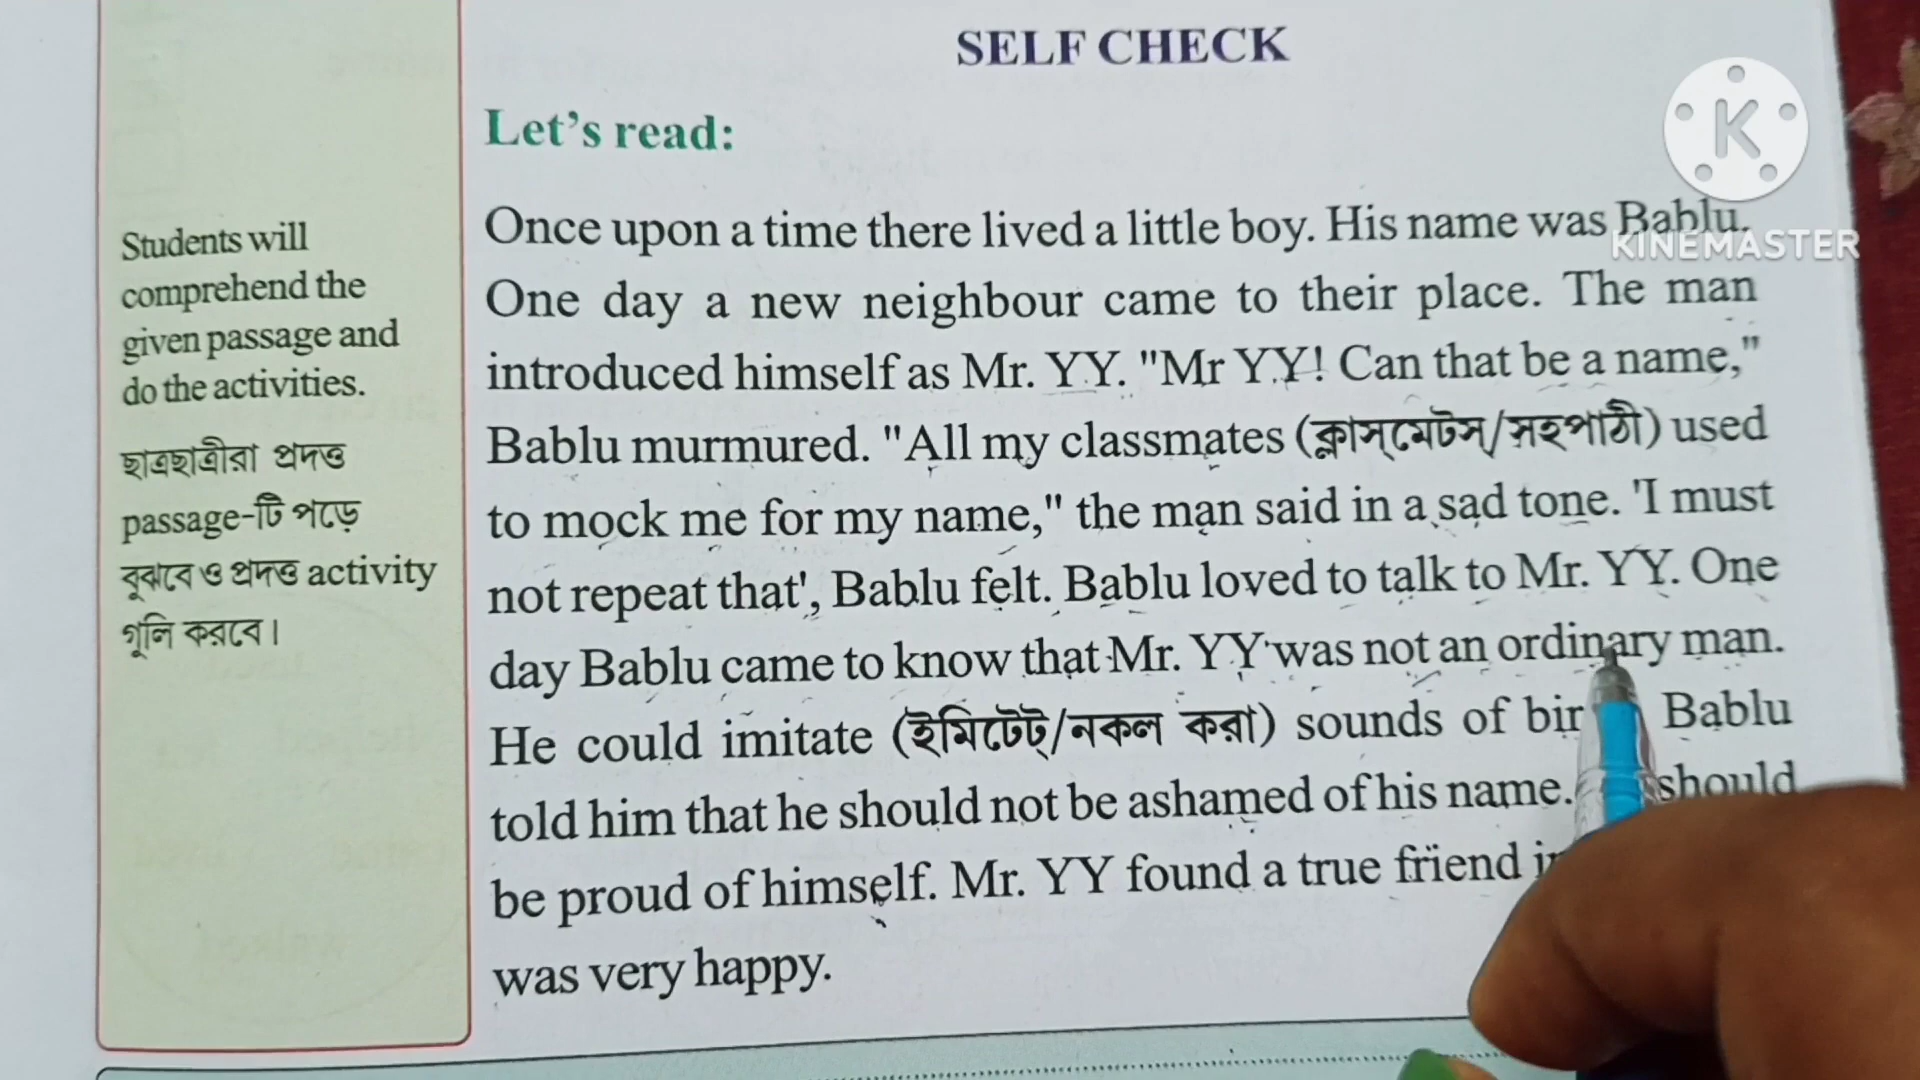 SELF CHECK
Let's read:
Once upon a time there lived a little boy. His name was Bablu.
One day a new neighbour came to their place. The man
introduced himself as Mr. YY. "Mr YY! Can that be a name,"
Bablu murmured. "All my classmates (ক্লাস্‌মেটস্‌/সহপাঠী) used
to mock me for my name," the man said in a sad tone. 'I must
not repeat that', Bablu felt. Bablu loved to talk to Mr. YY. One
day Bablu came to know that Mr. YY was not an ordinary man.
He could imitate (ইমিটেট্‌/নকল করা) sounds of Bablu
told him that he should not be ashamed of his name. should
be proud of himself. Mr. YY found a true friend
was very happy.
Students will
comprehend the
given passage and
do the activities.
ছাত্রছাত্রীরা প্রদত্ত
passage-টি পড়ে
বুঝবে ও প্রদত্ত activity
গুলি করবে।
K
KINEMASTER